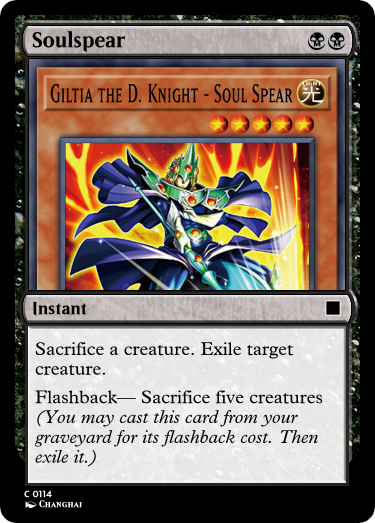 Soulspear
GILTIA THE D. KNIGHT - SOUL SPEAR
LIGHT
光
Instant
Sacrifice a creature. Exile target
creature.
Flashback— Sacrifice five creatures
(You may cast this card from your
graveyard for its flashback cost. Then
exile it.)
C 0114
CHANGHAI